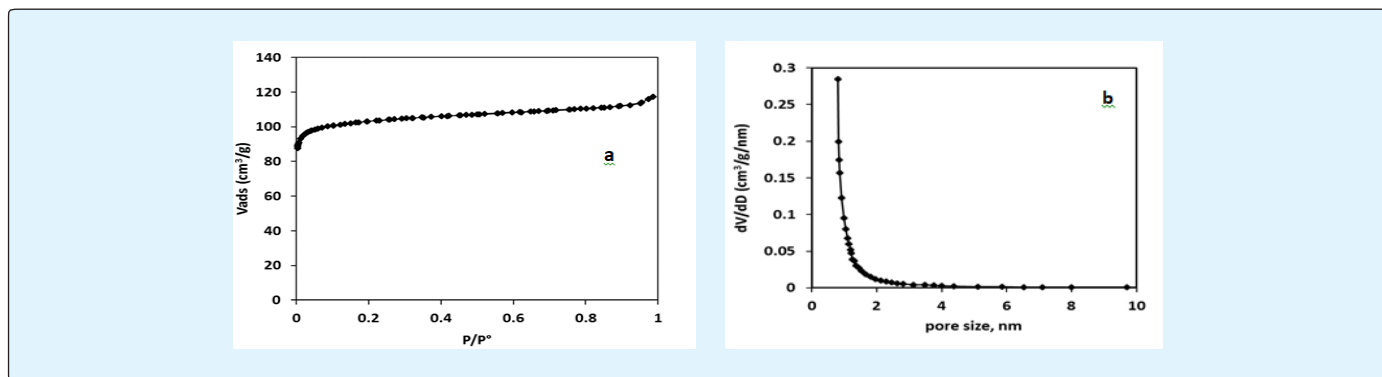 140
120
100
80
60
40
20
0
Vads (cm³/g)
0 0.2 0.4 0.6 0.8 1
P/P°
a
0.3
0.25
0.2
0.15
0.1
0.05
0
dV/dD (cm³/g/nm)
0 2 4 6 8 10
pore size, nm
b